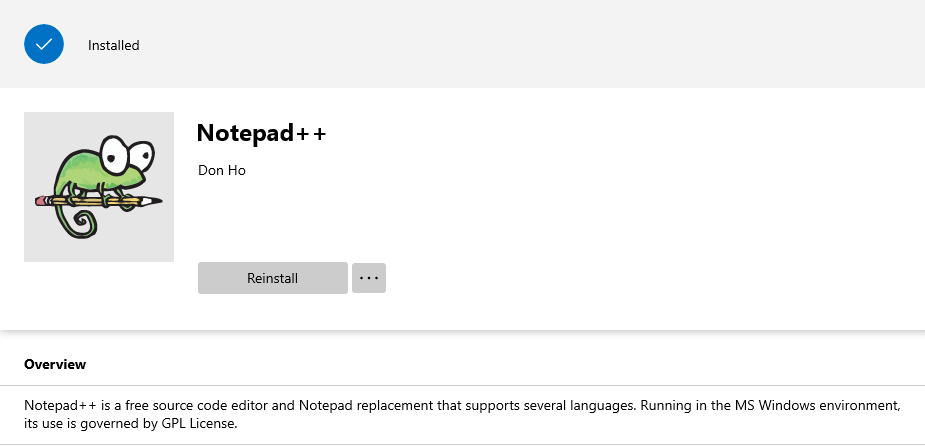 Installed
Notepad++
Don Ho
Reinstall
...
Overview
Notepad++ is a free source code editor and Notepad replacement that supports several languages. Running in the MS Windows environment,
its use is governed by GPL License.